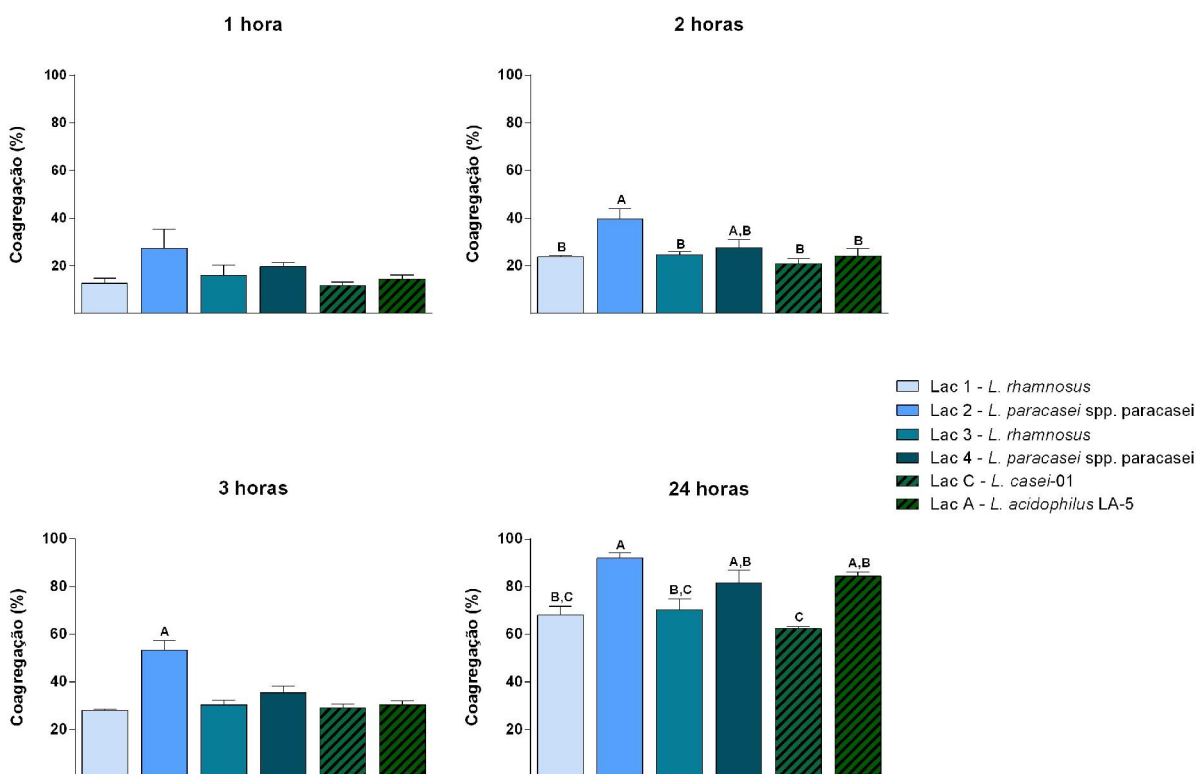 1 hora
Coagregação (%)
100
80
60
40
20
2 horas
Coagregação (%)
100
80
60
40
20
B
A
B
A,B
B
B
Lac 1 - L. rhamnosus
Lac 2 - L. paracasei spp. paracasei
Lac 3 - L. rhamnosus
Lac 4 - L. paracasei spp. paracasei
Lac C - L. casei-01
Lac A - L. acidophilus LA-5
3 horas
Coagregação (%)
100
80
60
40
20
A
24 horas
Coagregação (%)
100
80
60
40
20
B,C
A
B,C
A,B
C
A,B